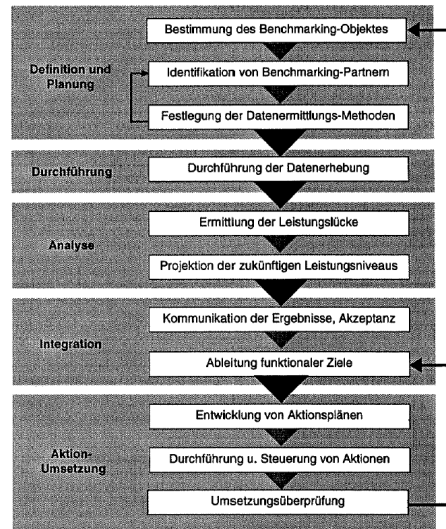 Bestimmung des Benchmarking-Objektes
Definition und
Planung
Identifikation von Benchmarking-Partnern
Festlegung der Datenermittlungs-Methoden
Durchführung
Durchführung der Datenerhebung
Ermittlung der Leistungslücke
Analyse
Projektion der zukünftigen Leistungsniveaus
Kommunikation der Ergebnisse, Akzeptanz
Integration
Ableitung funktionaler Ziele
Entwicklung von Aktionsplänen
Aktion-
Umsetzung
Durchführung u. Steuerung von Aktionen
Umsetzungsüberprüfung